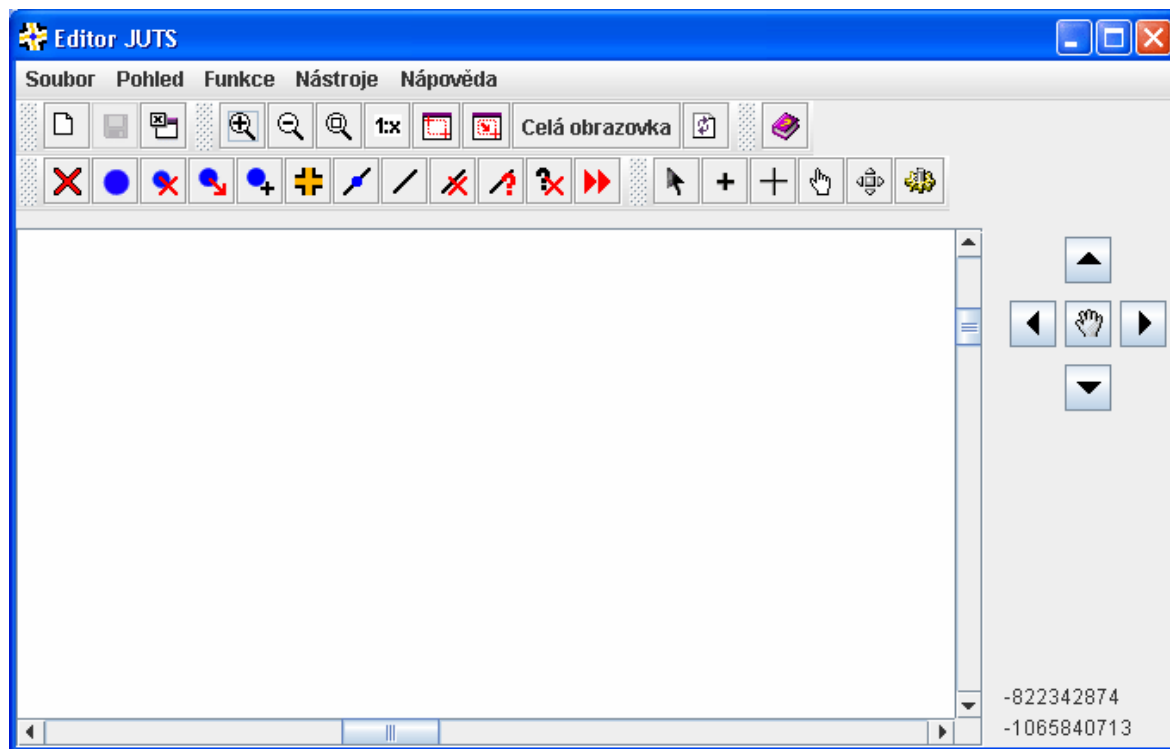 Editor JUTS
Soubor Pohled Funkce Nástroje Nápověda
1:x Celá obrazovka
-822342874
-1065840713